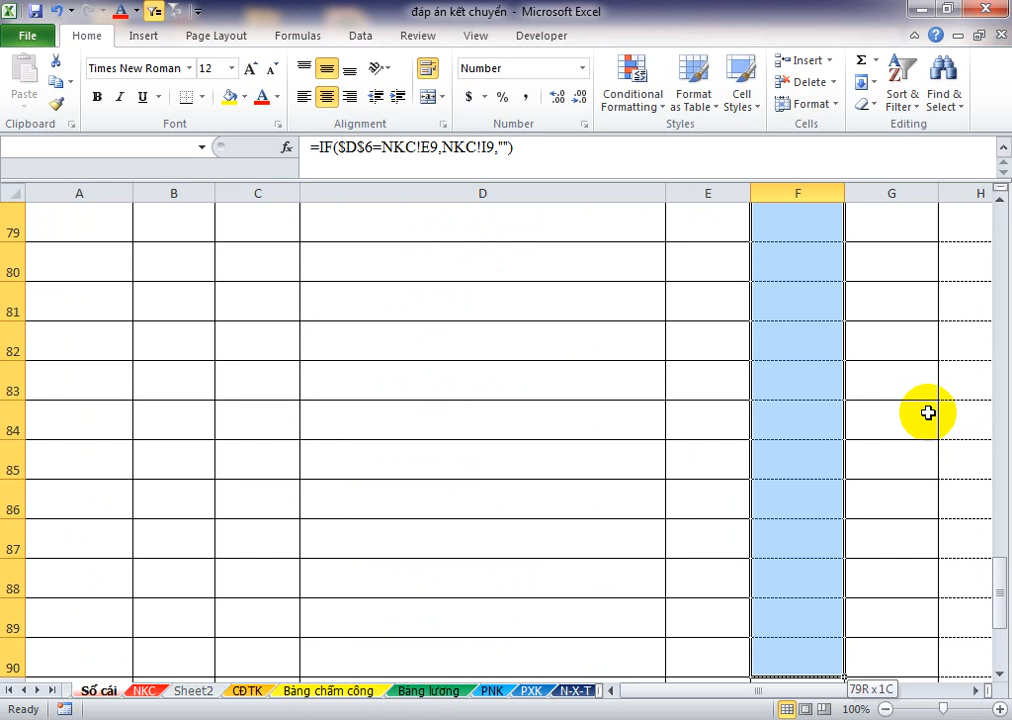 đáp án kết chuyển - Microsoft Excel
File Home Insert Page Layout Formulas Data Review View Developer
Paste
Clipboard
Times New Roman 12
B I U A
Font
Alignment
Number
$ % ,
Number
Conditional Formatting
Format as Table
Cell Styles
Styles
Insert
Delete
Format
Cells
Σ
Sort & Filter
Find & Select
Editing
fx =IF($D$6=NKC!E9,NKC!I9,"")
A B C D E F G H
79
80
81
82
83
84
85
86
87
88
89
90
79R x 1C
Sổ cái NKC Sheet2 CĐTK Bảng chấm công Bảng lương PNK PXK N-X-T
Ready 100%